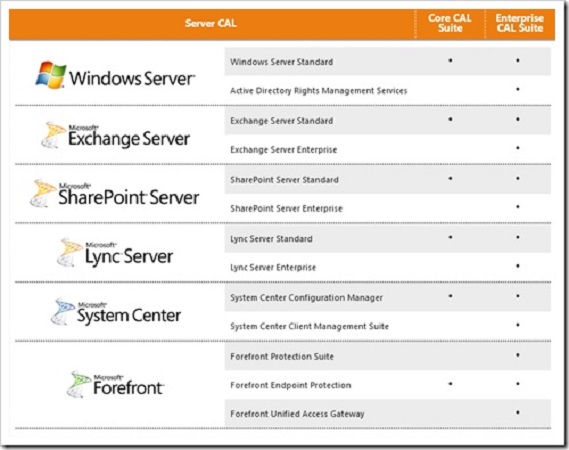 Server CAL
Core CAL Suite
Enterprise CAL Suite
Windows Server
Windows Server Standard
Active Directory Rights Management Services
Microsoft
Exchange Server
Exchange Server Standard
Exchange Server Enterprise
Microsoft
SharePoint Server
SharePoint Server Standard
SharePoint Server Enterprise
Microsoft
Lync Server
Lync Server Standard
Lync Server Enterprise
Microsoft
System Center
System Center Configuration Manager
System Center Client Management Suite
Microsoft
Forefront
Forefront Protection Suite
Forefront Endpoint Protection
Forefront Unified Access Gateway